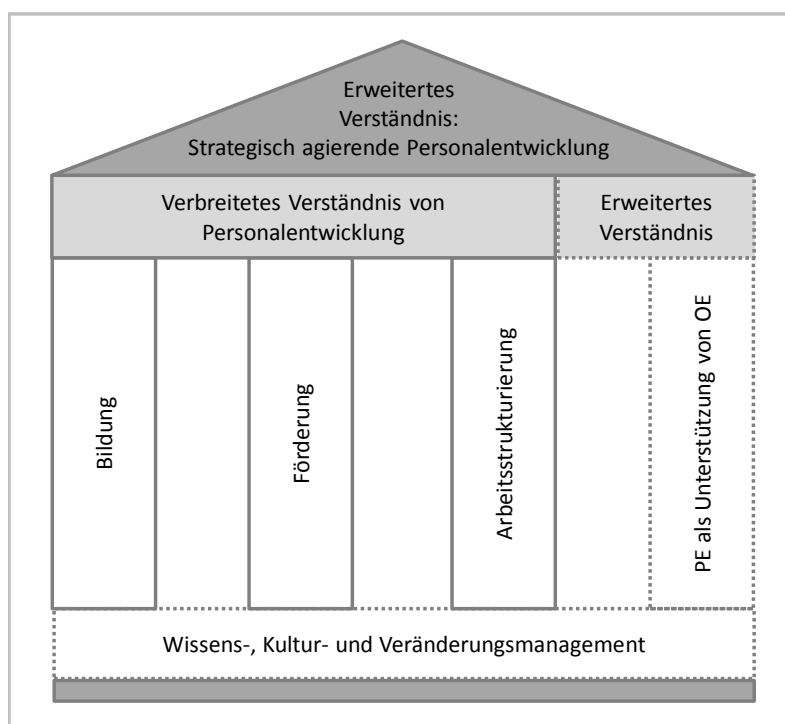 Erweitertes
Verständnis:
Strategisch agierende Personalentwicklung
Verbreitetes Verständnis von
Personalentwicklung
Erweitertes
Verständnis
Bildung
Förderung
Arbeitsstrukturierung
PE als Unterstützung von OE
Wissens-, Kultur- und Veränderungsmanagement